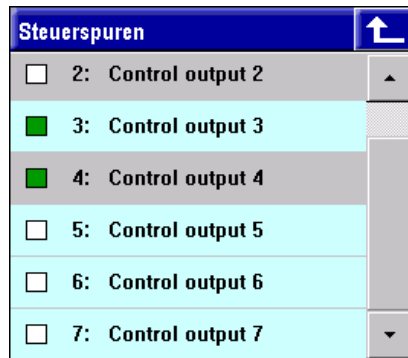 Steuerspuren
2: Control output 2
3: Control output 3
4: Control output 4
5: Control output 5
6: Control output 6
7: Control output 7